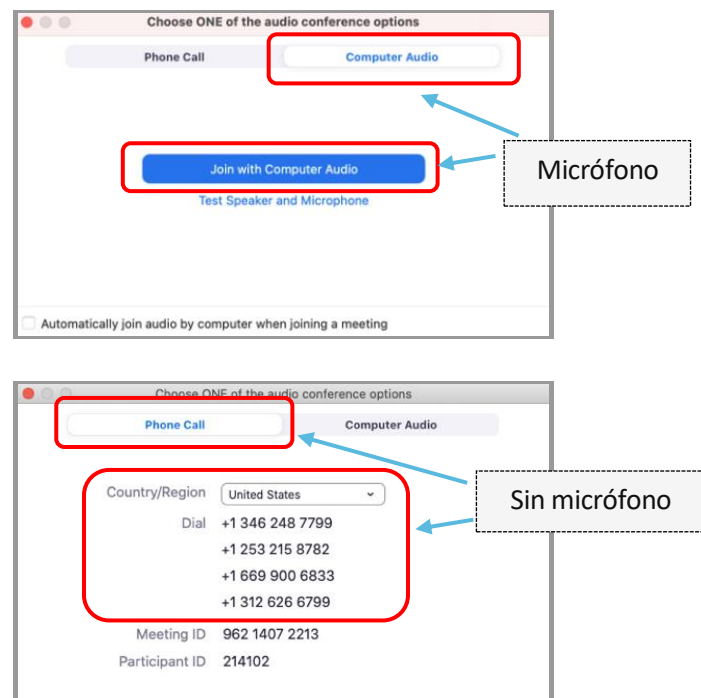 Choose ONE of the audio conference options
Phone Call Computer Audio
Join with Computer Audio
Micrófono
Test Speaker and Microphone
Automatically join audio by computer when joining a meeting
Choose ONE of the audio conference options
Phone Call Computer Audio
Country/Region United States
Sin micrófono
Dial +1 346 248 7799
+1 253 215 8782
+1 669 900 6833
+1 312 626 6799
Meeting ID 962 1407 2213
Participant ID 214102